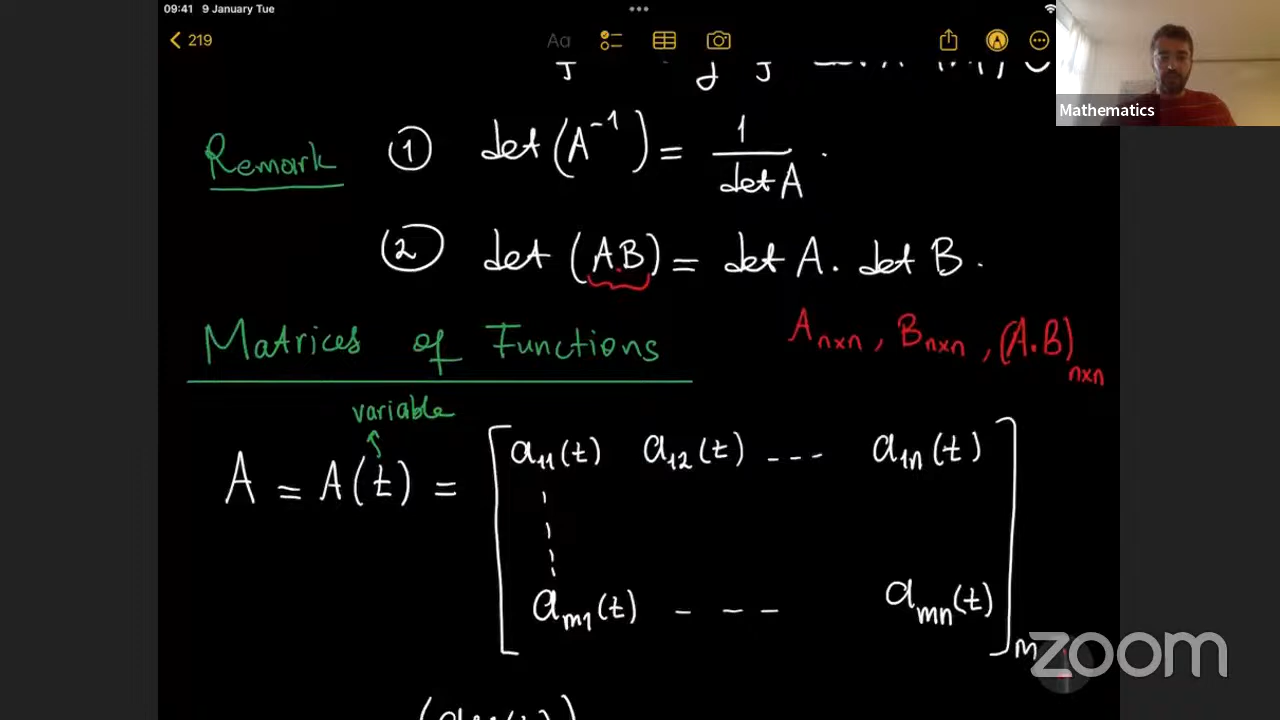 09:41 9 January Tue
219
Aa
Mathematics
Remark ① det(A⁻¹) = 1 / det A .
② det (A.B) = det A . det B .
Matrices of Functions
A n×n , B n×n , (A.B) n×n
variable
A = A(t) = [ a11(t) a12(t) --- a1n(t)
am1(t) - - - amn(t) ] m
zoom